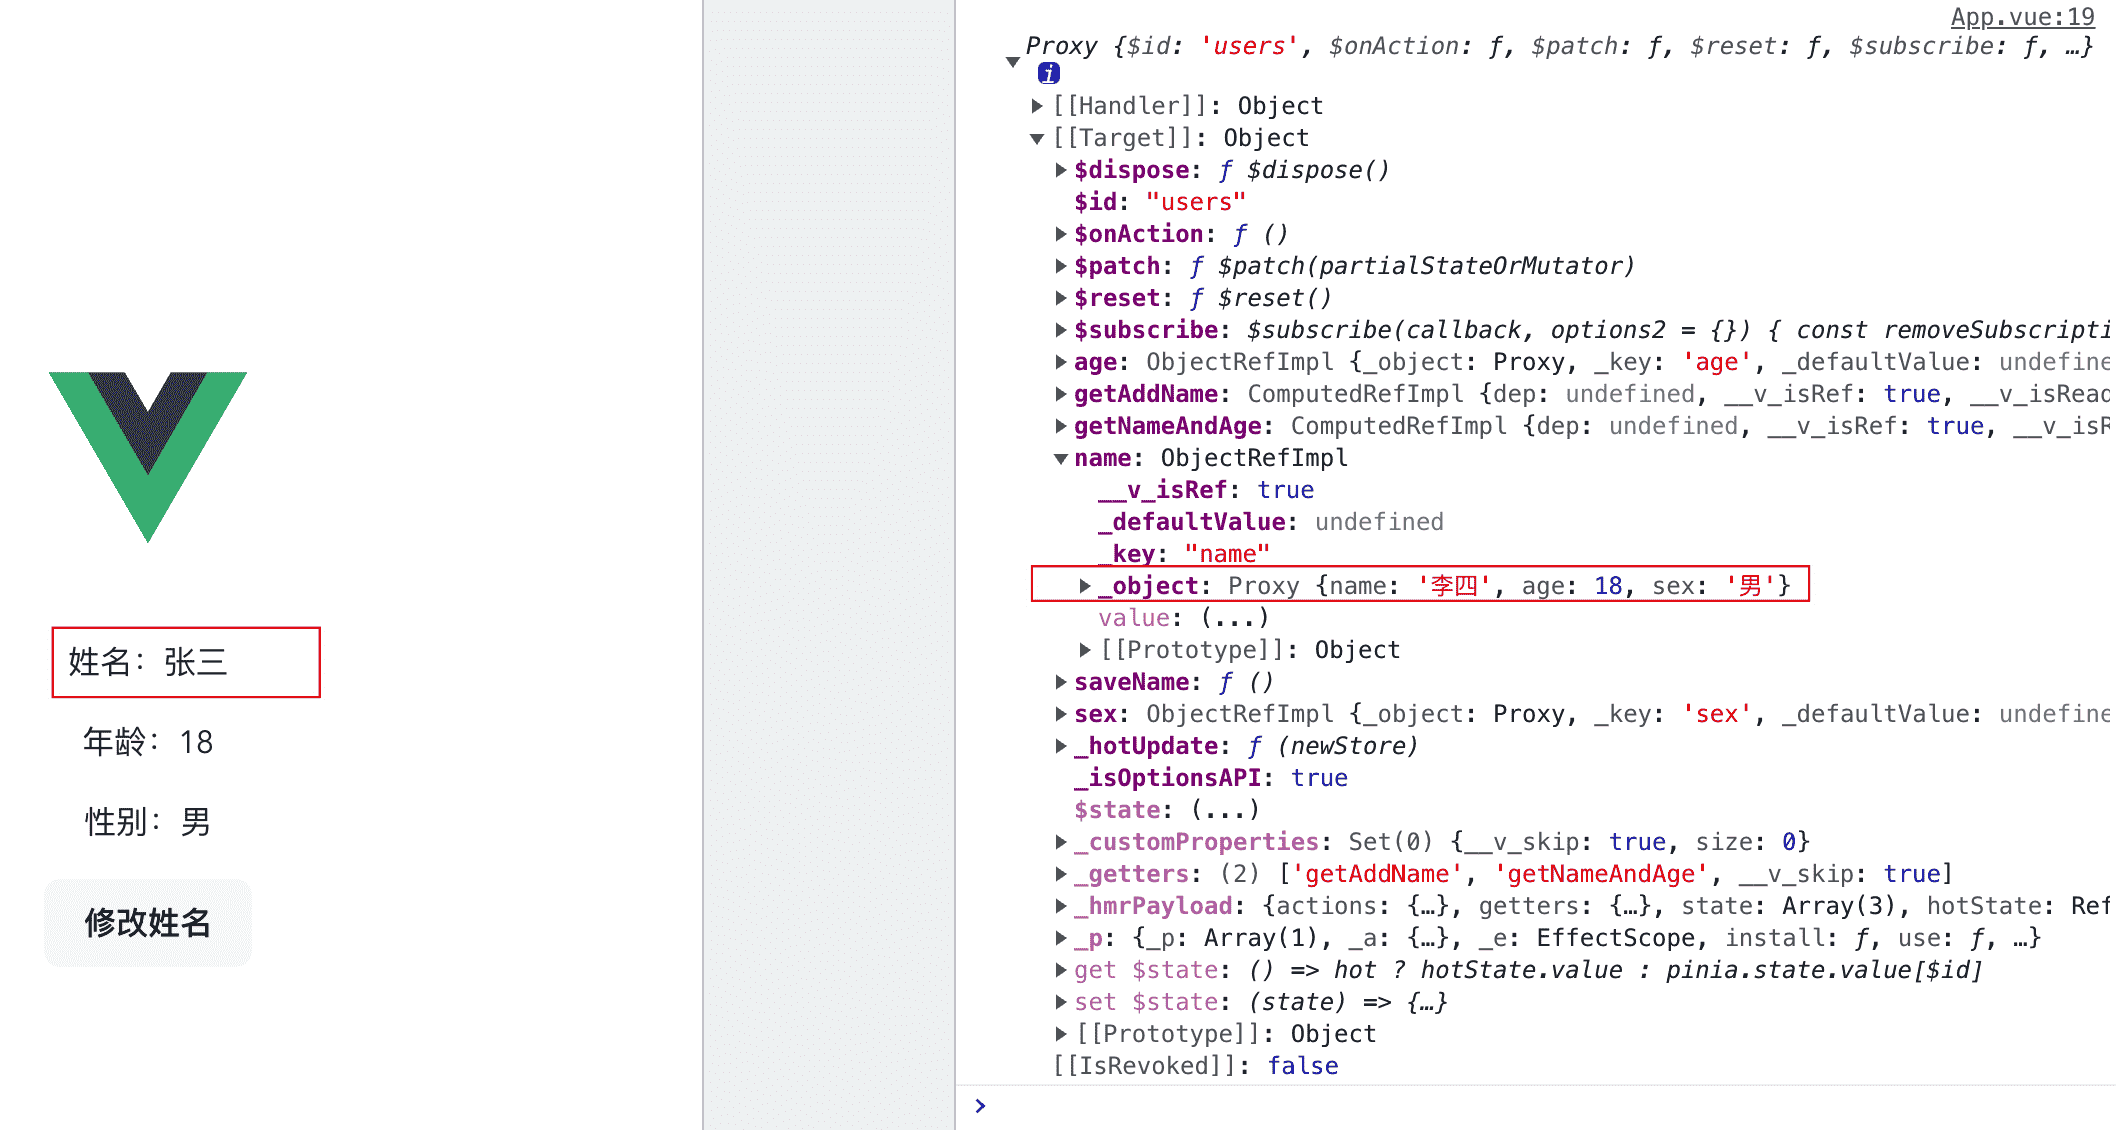 姓名：张三
年龄：18
性别：男
修改姓名
App.vue:19
Proxy {$id: 'users', $onAction: ƒ, $patch: ƒ, $reset: ƒ, $subscribe: ƒ, …}
i
[[Handler]]: Object
[[Target]]: Object
$dispose: ƒ $dispose()
$id: "users"
$onAction: ƒ ()
$patch: ƒ $patch(partialStateOrMutator)
$reset: ƒ $reset()
$subscribe: $subscribe(callback, options2 = {}) { const removeSubscripti
age: ObjectRefImpl {_object: Proxy, _key: 'age', _defaultValue: undefine
getAddName: ComputedRefImpl {dep: undefined, __v_isRef: true, __v_isRead
getNameAndAge: ComputedRefImpl {dep: undefined, __v_isRef: true, __v_isR
name: ObjectRefImpl
__v_isRef: true
_defaultValue: undefined
_key: "name"
_object: Proxy {name: '李四', age: 18, sex: '男'}
value: (...)
[[Prototype]]: Object
saveName: ƒ ()
sex: ObjectRefImpl {_object: Proxy, _key: 'sex', _defaultValue: undefine
_hotUpdate: ƒ (newStore)
_isOptionsAPI: true
$state: (...)
_customProperties: Set(0) {__v_skip: true, size: 0}
_getters: (2) ['getAddName', 'getNameAndAge', __v_skip: true]
_hmrPayload: {actions: {…}, getters: {…}, state: Array(3), hotState: Ref
_p: {_p: Array(1), _a: {…}, _e: EffectScope, install: ƒ, use: ƒ, …}
get $state: () => hot ? hotState.value : pinia.state.value[$id]
set $state: (state) => {…}
[[Prototype]]: Object
[[IsRevoked]]: false